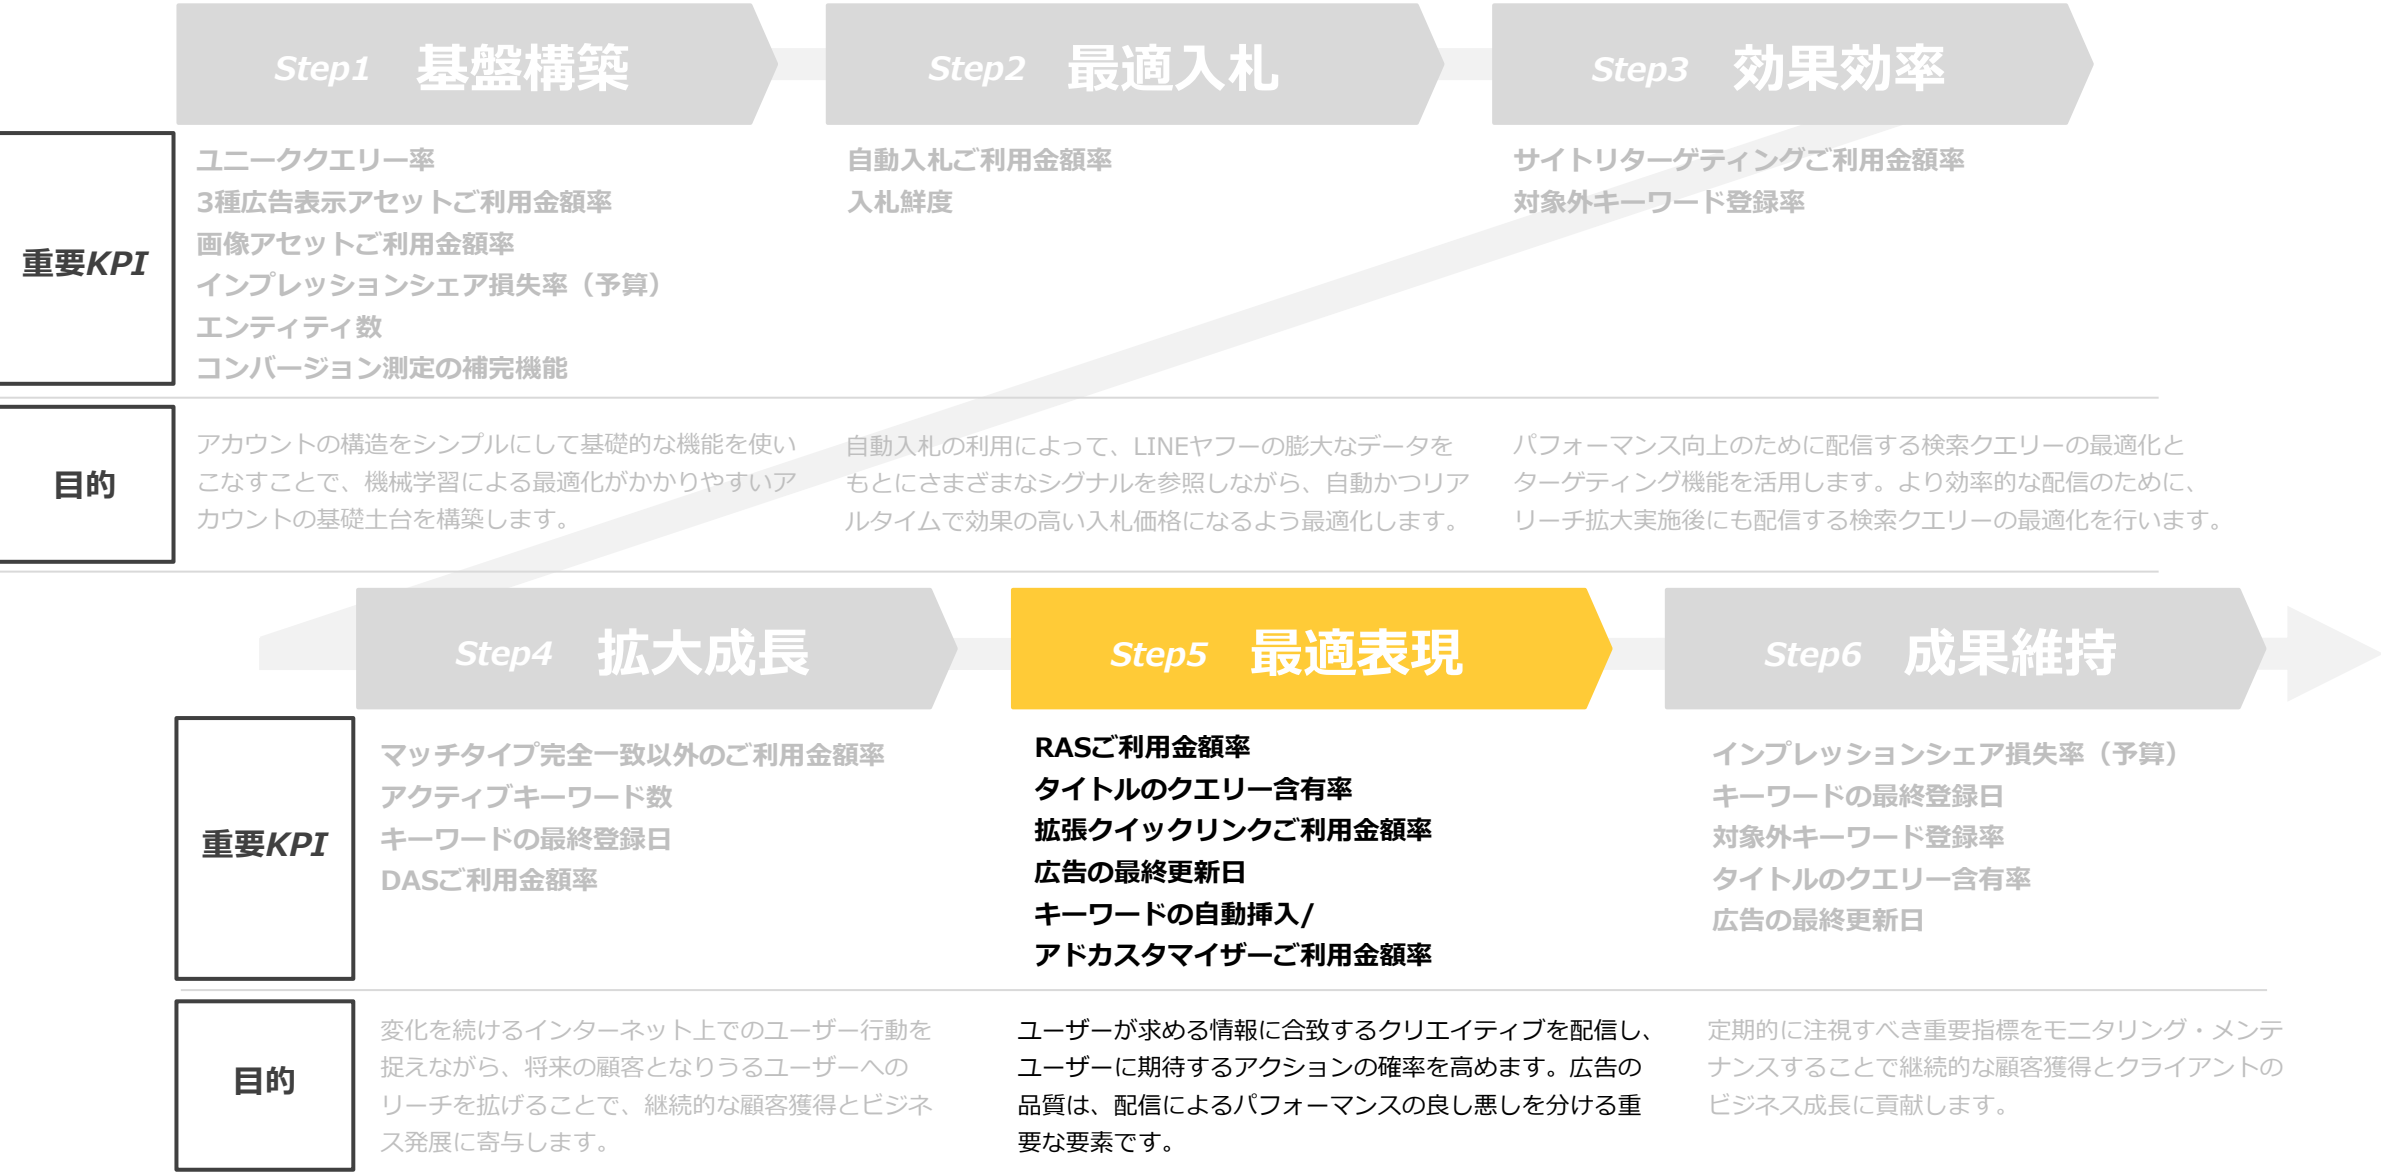 Step1 基盤構築
Step2 最適入札
Step3 効果効率
重要KPI
ユニーククエリー率
3種広告表示アセットご利用金額率
画像アセットご利用金額率
インプレッションシェア損失率（予算）
エンティティ数
コンバージョン測定の補完機能
自動入札ご利用金額率
入札鮮度
サイトリターゲティングご利用金額率
対象外キーワード登録率
目的
アカウントの構造をシンプルにして基礎的な機能を使い
こなすことで、機械学習による最適化がかかりやすいア
カウントの基礎土台を構築します。
自動入札の利用によって、LINEヤフーの膨大なデータを
もとにさまざまなシグナルを参照しながら、自動かつリア
ルタイムで効果の高い入札価格になるよう最適化します。
パフォーマンス向上のために配信する検索クエリーの最適化と
ターゲティング機能を活用します。より効率的な配信のために、
リーチ拡大実施後にも配信する検索クエリーの最適化を行います。
Step4 拡大成長
Step5 最適表現
Step6 成果維持
重要KPI
マッチタイプ完全一致以外のご利用金額率
アクティブキーワード数
キーワードの最終登録日
DASご利用金額率
RASご利用金額率
タイトルのクエリー含有率
拡張クイックリンクご利用金額率
広告の最終更新日
キーワードの自動挿入/
アドカスタマイザーご利用金額率
インプレッションシェア損失率（予算）
キーワードの最終登録日
対象外キーワード登録率
タイトルのクエリー含有率
広告の最終更新日
目的
変化を続けるインターネット上でのユーザー行動を
捉えながら、将来の顧客となりうるユーザーへの
リーチを拡げることで、継続的な顧客獲得とビジネ
ス発展に寄与します。
ユーザーが求める情報に合致するクリエイティブを配信し、
ユーザーに期待するアクションの確率を高めます。広告の
品質は、配信によるパフォーマンスの良し悪しを分ける重
要な要素です。
定期的に注視すべき重要指標をモニタリング・メンテ
ナンスすることで継続的な顧客獲得とクライアントの
ビジネス成長に貢献します。